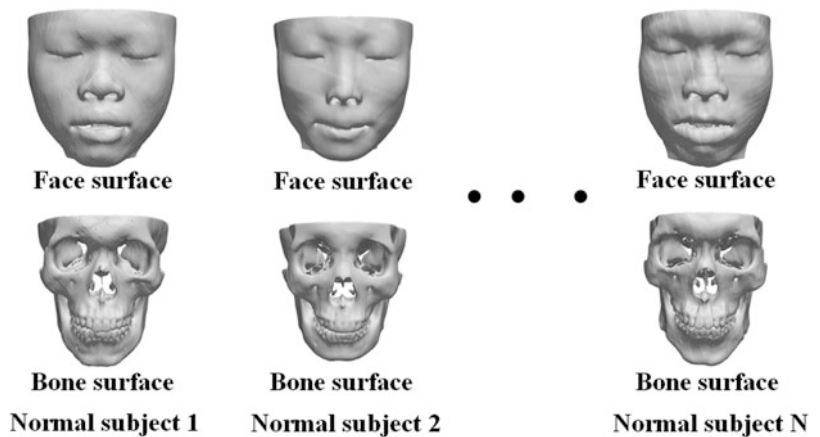 Face surface
Face surface
Face surface
Bone surface
Bone surface
Bone surface
Normal subject 1
Normal subject 2
Normal subject N